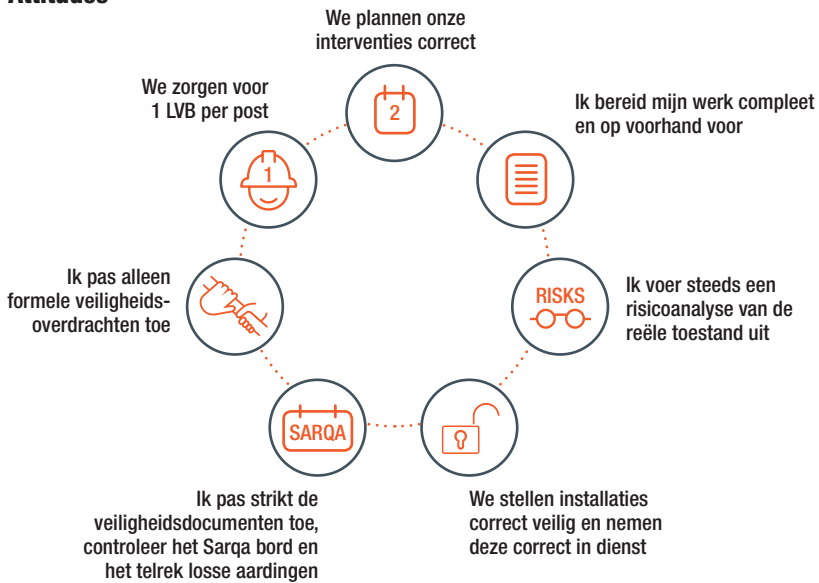 Attitudes
We plannen onze
interventies correct
2
Ik bereid mijn werk compleet
en op voorhand voor
RISKS
Ik voer steeds een
risicoanalyse van de
reële toestand uit
We stellen installaties
correct veilig en nemen
deze correct in dienst
SARQA
Ik pas strikt de
veiligheidsdocumenten toe,
controleer het Sarqa bord en
het telrek losse aardingen
Ik pas alleen
formele veiligheids-
overdrachten toe
We zorgen voor
1 LVB per post
1